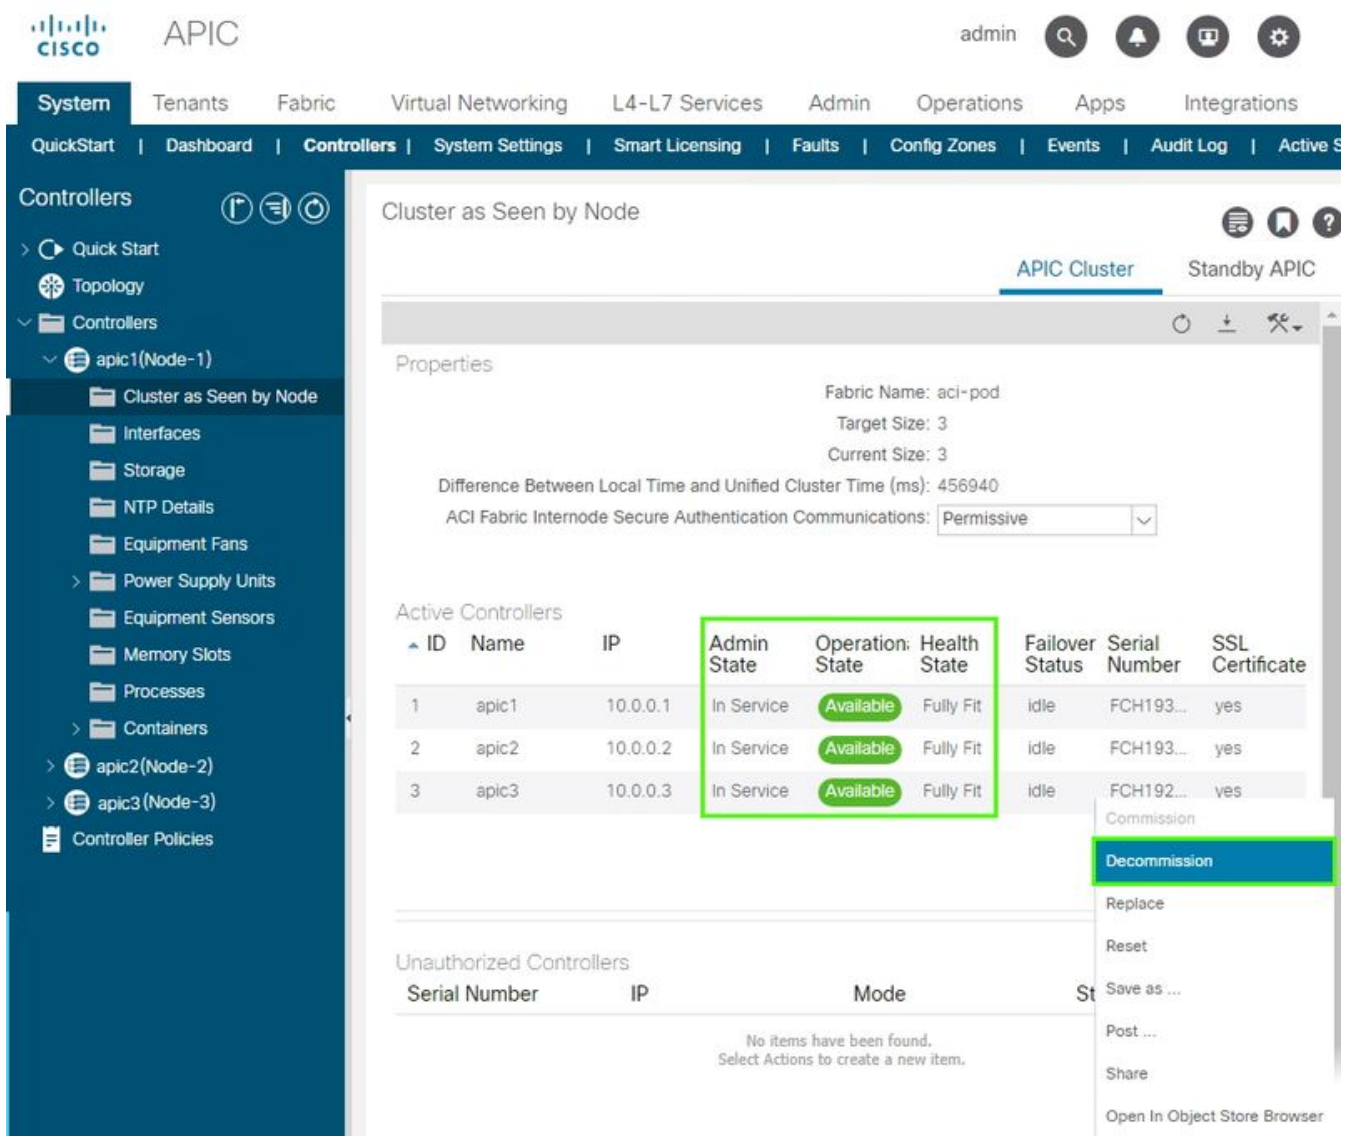 CISCO APIC admin
System Tenants Fabric Virtual Networking L4-L7 Services Admin Operations Apps Integrations
QuickStart | Dashboard | Controllers | System Settings | Smart Licensing | Faults | Config Zones | Events | Audit Log | Active S
Controllers
Quick Start
Topology
Controllers
apic1(Node-1)
Cluster as Seen by Node
Interfaces
Storage
NTP Details
Equipment Fans
Power Supply Units
Equipment Sensors
Memory Slots
Processes
Containers
apic2(Node-2)
apic3(Node-3)
Controller Policies
Cluster as Seen by Node
APIC Cluster Standby APIC
Properties
Fabric Name: aci-pod
Target Size: 3
Current Size: 3
Difference Between Local Time and Unified Cluster Time (ms): 456940
ACI Fabric Internode Secure Authentication Communications: Permissive
Active Controllers
ID Name IP Admin State Operation: Health State Failover Status Serial Number SSL Certificate
1 apic1 10.0.0.1 In Service Available Fully Fit idle FCH193... yes
2 apic2 10.0.0.2 In Service Available Fully Fit idle FCH193... yes
3 apic3 10.0.0.3 In Service Available Fully Fit idle FCH192... yes
Commission
Decommission
Replace
Reset
Save as ...
Post ...
Share
Open In Object Store Browser
Unauthorized Controllers
Serial Number IP Mode St
No items have been found.
Select Actions to create a new item.